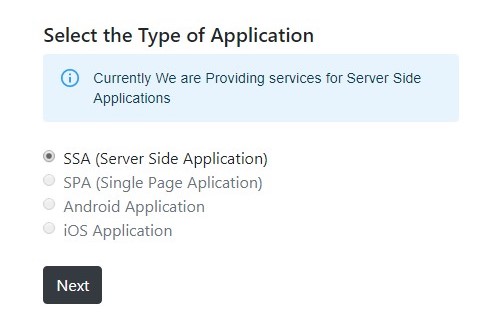 Select the Type of Application
Currently We are Providing services for Server Side
Applications
SSA (Server Side Application)
SPA (Single Page Aplication)
Android Application
iOS Application
Next